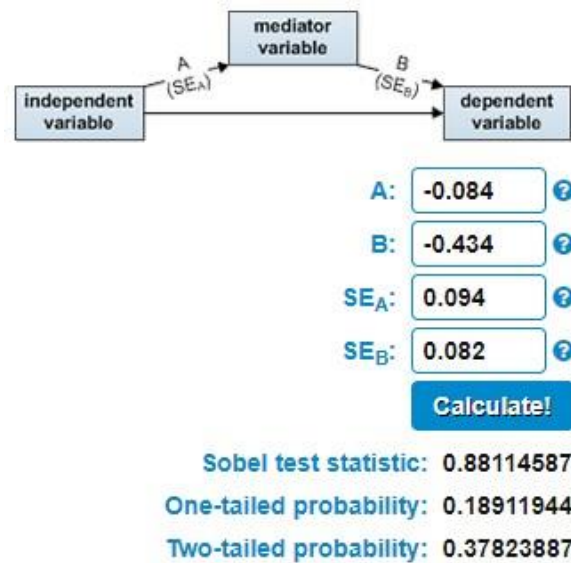 mediator
variable
A
(SEA)
B
(SEB)
independent
variable
dependent
variable
A: -0.084 ?
B: -0.434 ?
SEA: 0.094 ?
SEB: 0.082 ?
Calculate!
Sobel test statistic: 0.88114587
One-tailed probability: 0.18911944
Two-tailed probability: 0.37823887